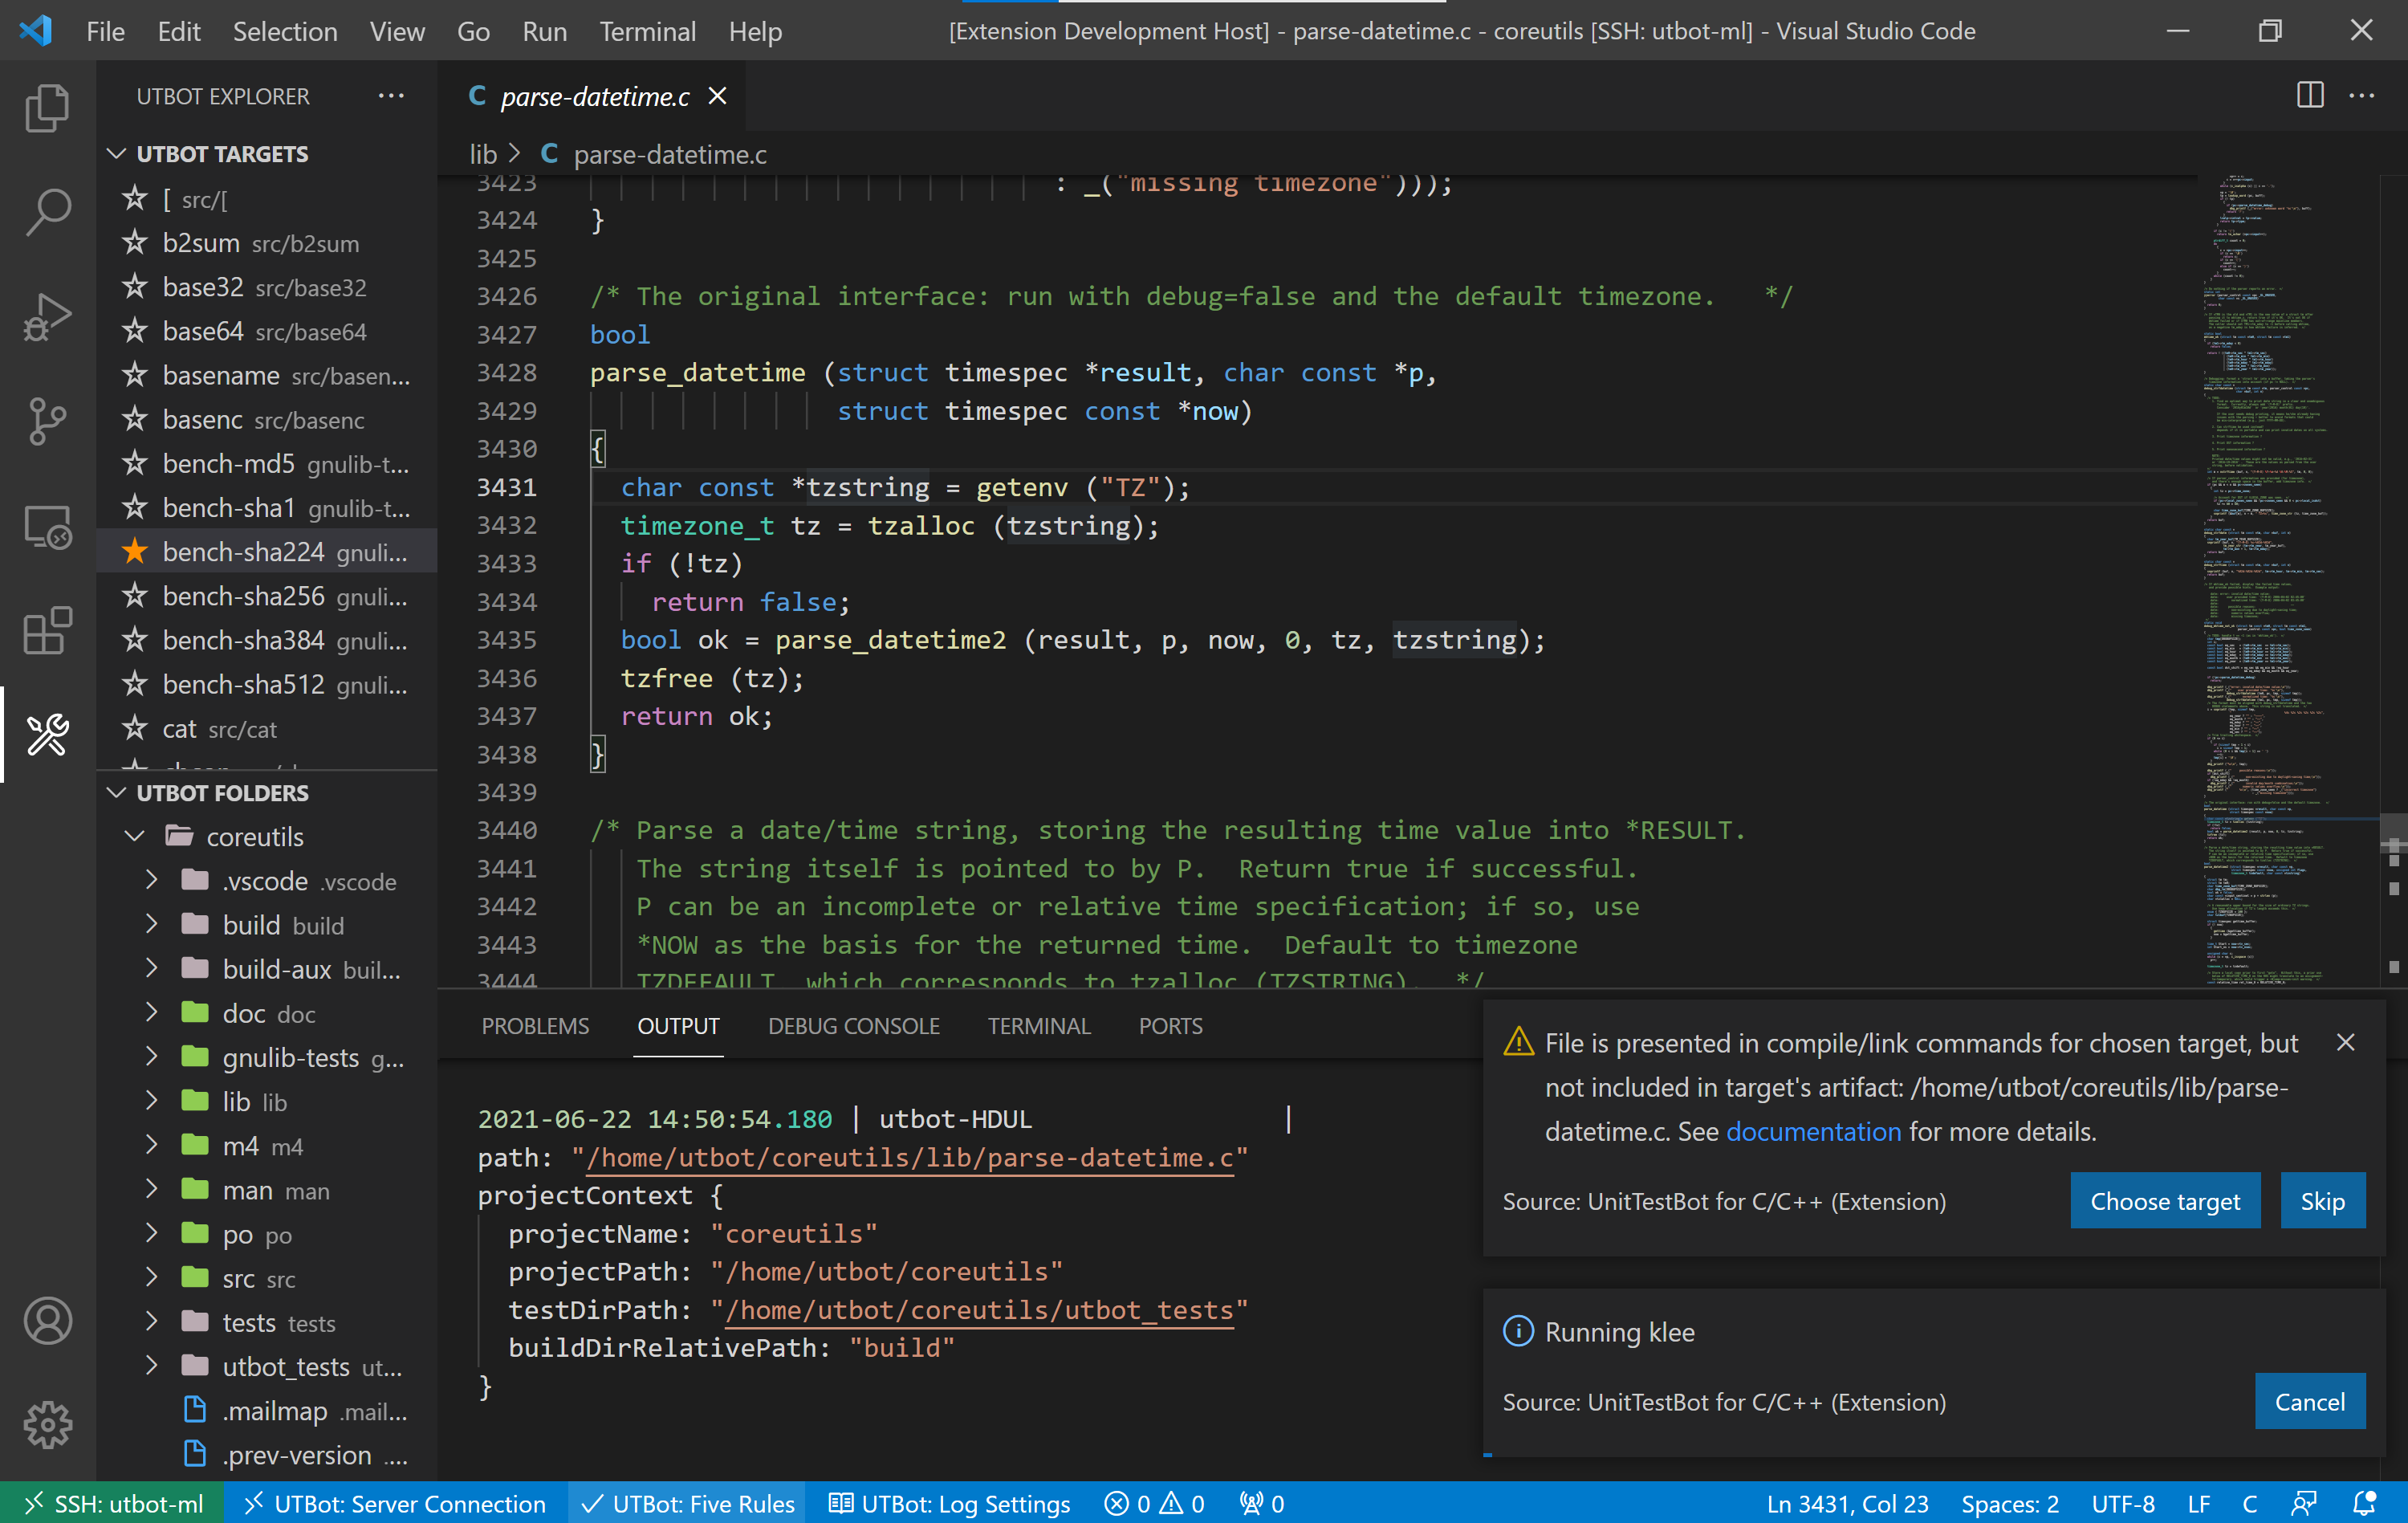 File Edit Selection View Go Run Terminal Help
[Extension Development Host] - parse-datetime.c - coreutils [SSH: utbot-ml] - Visual Studio Code
UTBOT EXPLORER
UTBOT TARGETS
[ src/[
b2sum src/b2sum
base32 src/base32
base64 src/base64
basename src/basen...
basenc src/basenc
bench-md5 gnulib-t...
bench-sha1 gnulib-t...
bench-sha224 gnuli...
bench-sha256 gnuli...
bench-sha384 gnuli...
bench-sha512 gnuli...
cat src/cat
UTBOT FOLDERS
coreutils
.vscode .vscode
build build
build-aux buil...
doc doc
gnulib-tests g...
lib lib
m4 m4
man man
po po
src src
tests tests
utbot_tests ut...
.mailmap .mail...
.prev-version ....
C parse-datetime.c
lib > C parse-datetime.c
3423 : _("missing timezone")));
3424 }
3425
3426 /* The original interface: run with debug=false and the default timezone.   */
3427 bool
3428 parse_datetime (struct timespec *result, char const *p,
3429 struct timespec const *now)
3430 {
3431 char const *tzstring = getenv ("TZ");
3432 timezone_t tz = tzalloc (tzstring);
3433 if (!tz)
3434 return false;
3435 bool ok = parse_datetime2 (result, p, now, 0, tz, tzstring);
3436 tzfree (tz);
3437 return ok;
3438 }
3439
3440 /* Parse a date/time string, storing the resulting time value into *RESULT.
3441 The string itself is pointed to by P.  Return true if successful.
3442 P can be an incomplete or relative time specification; if so, use
3443 *NOW as the basis for the returned time.  Default to timezone
3444 TZDEFAULT, which corresponds to tzalloc (TZSTRING).  */
PROBLEMS OUTPUT DEBUG CONSOLE TERMINAL PORTS
2021-06-22 14:50:54.180 | utbot-HDUL |
path: "/home/utbot/coreutils/lib/parse-datetime.c"
projectContext {
projectName: "coreutils"
projectPath: "/home/utbot/coreutils"
testDirPath: "/home/utbot/coreutils/utbot_tests"
buildDirRelativePath: "build"
}
File is presented in compile/link commands for chosen target, but
not included in target's artifact: /home/utbot/coreutils/lib/parse-
datetime.c. See documentation for more details.
Source: UnitTestBot for C/C++ (Extension) Choose target Skip
Running klee
Source: UnitTestBot for C/C++ (Extension) Cancel
SSH: utbot-ml UTBot: Server Connection UTBot: Five Rules UTBot: Log Settings 0 0 0 Ln 3431, Col 23 Spaces: 2 UTF-8 LF C